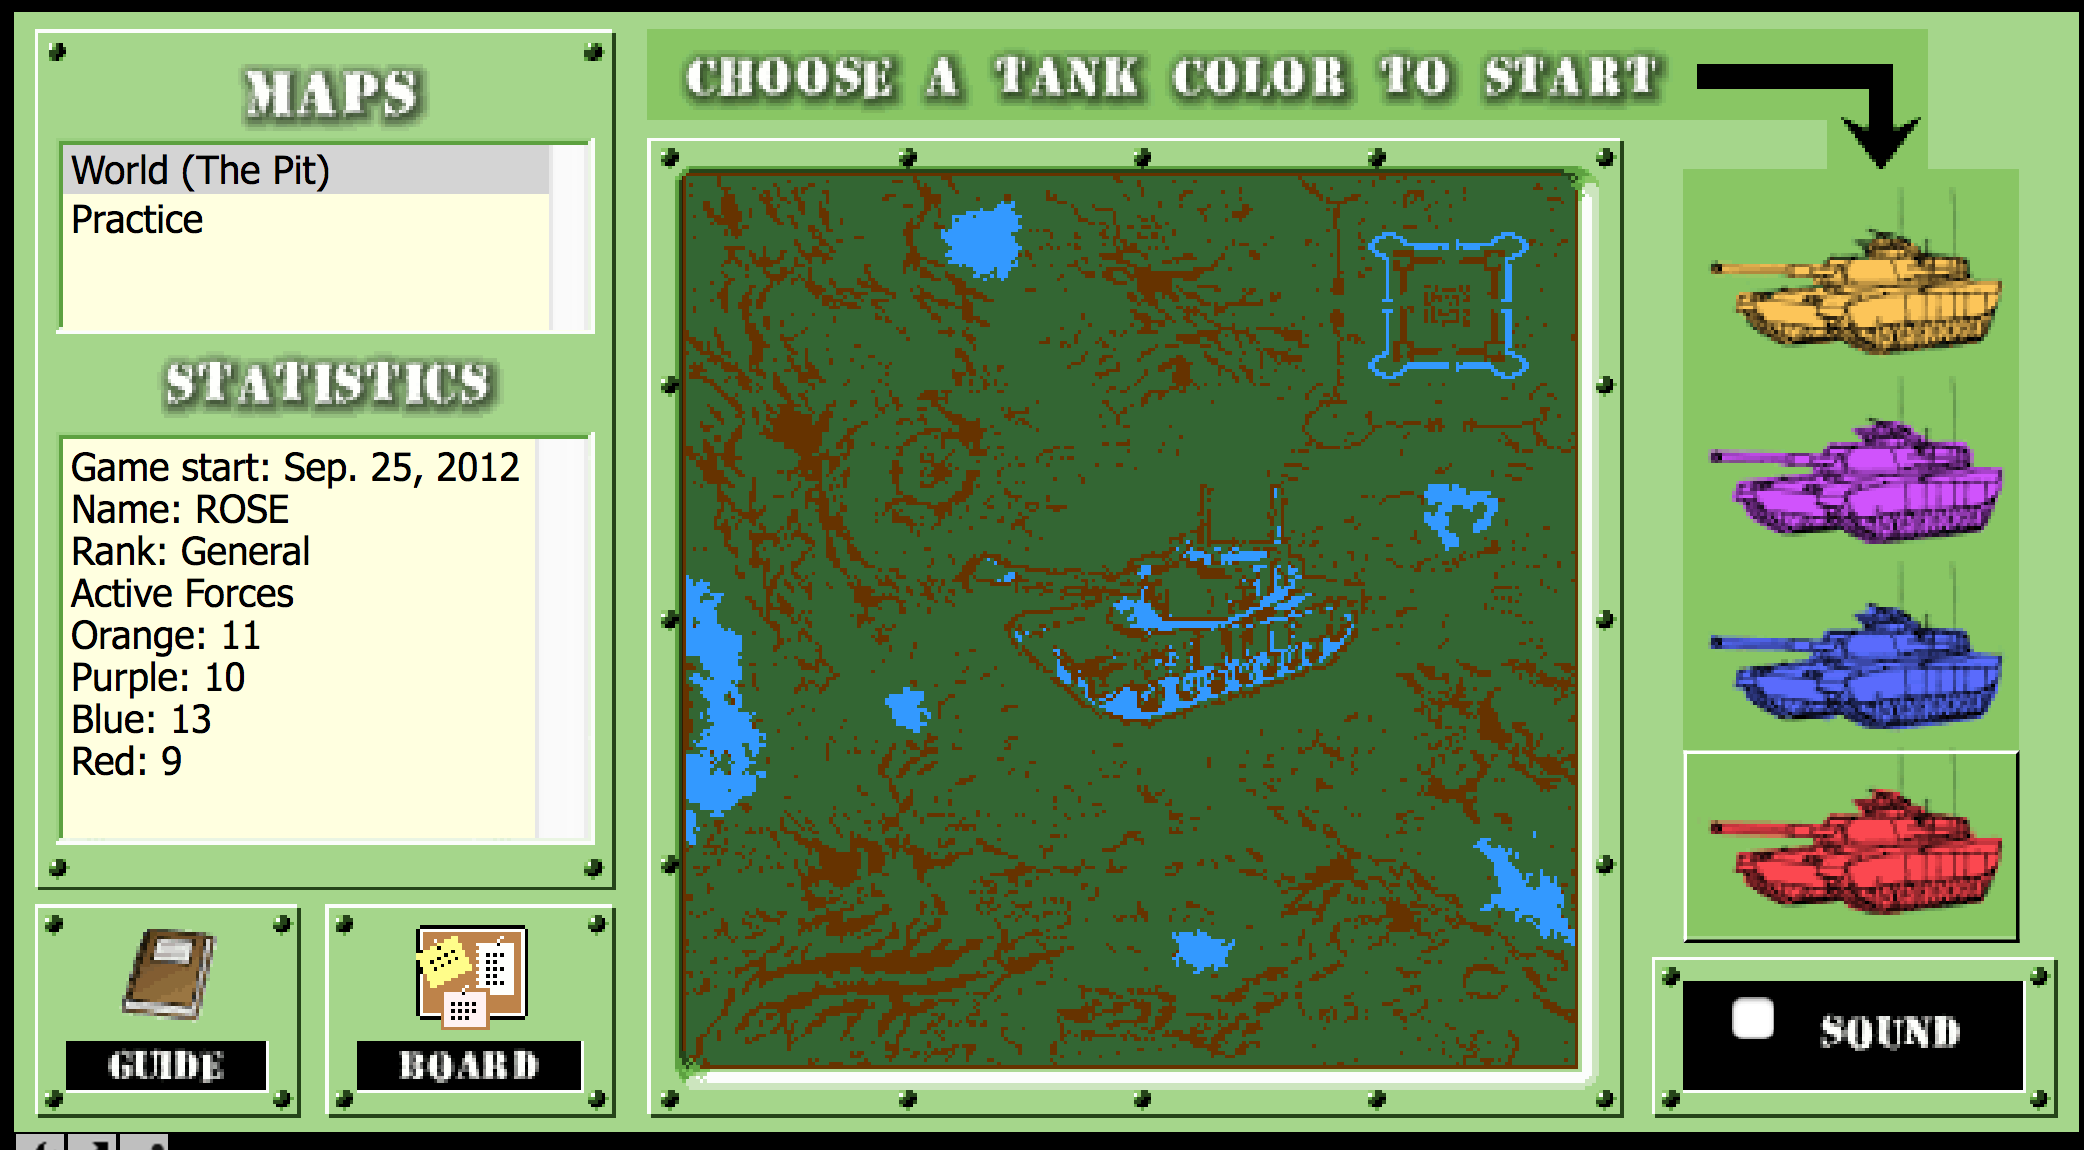 MAPS
World (The Pit)
Practice
STATISTICS
Game start: Sep. 25, 2012
Name: ROSE
Rank: General
Active Forces
Orange: 11
Purple: 10
Blue: 13
Red: 9
GUIDE
BOARD
CHOOSE A TANK COLOR TO START
SOUND